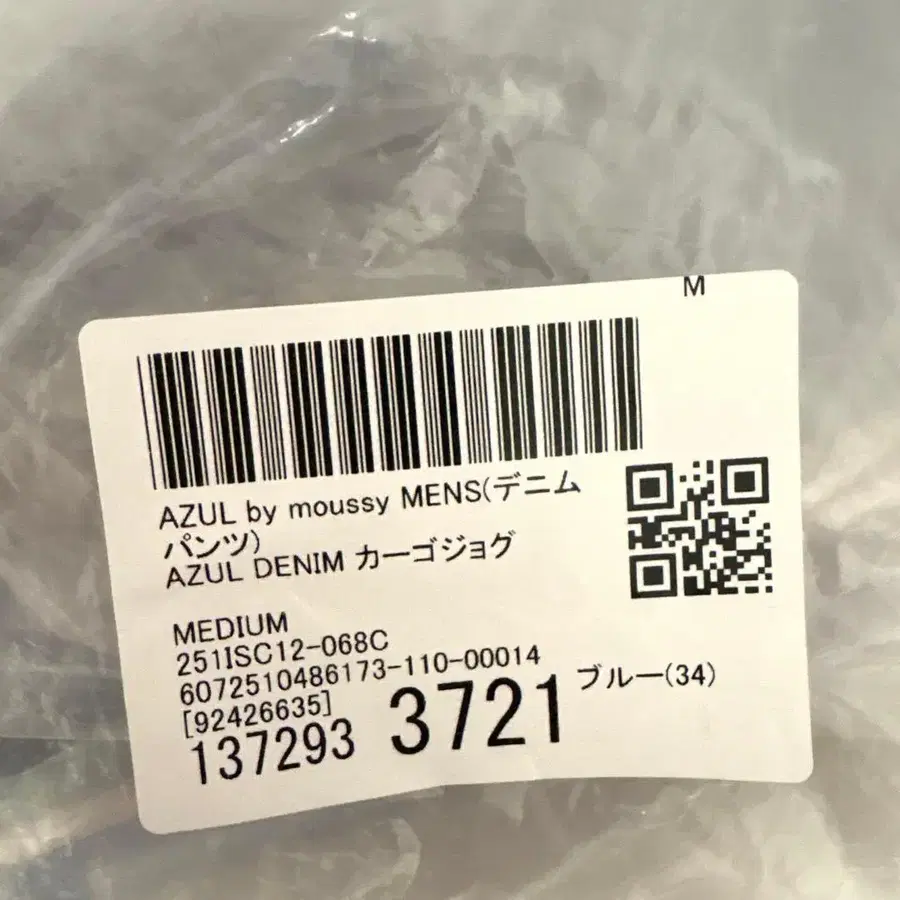 M
AZUL by moussy MENS(デニム
パンツ)
AZUL DENIM カーゴジョグ
MEDIUM
251ISC12-068C
6072510486173-110-00014
[92426635] ブルー(34)
137293 3721